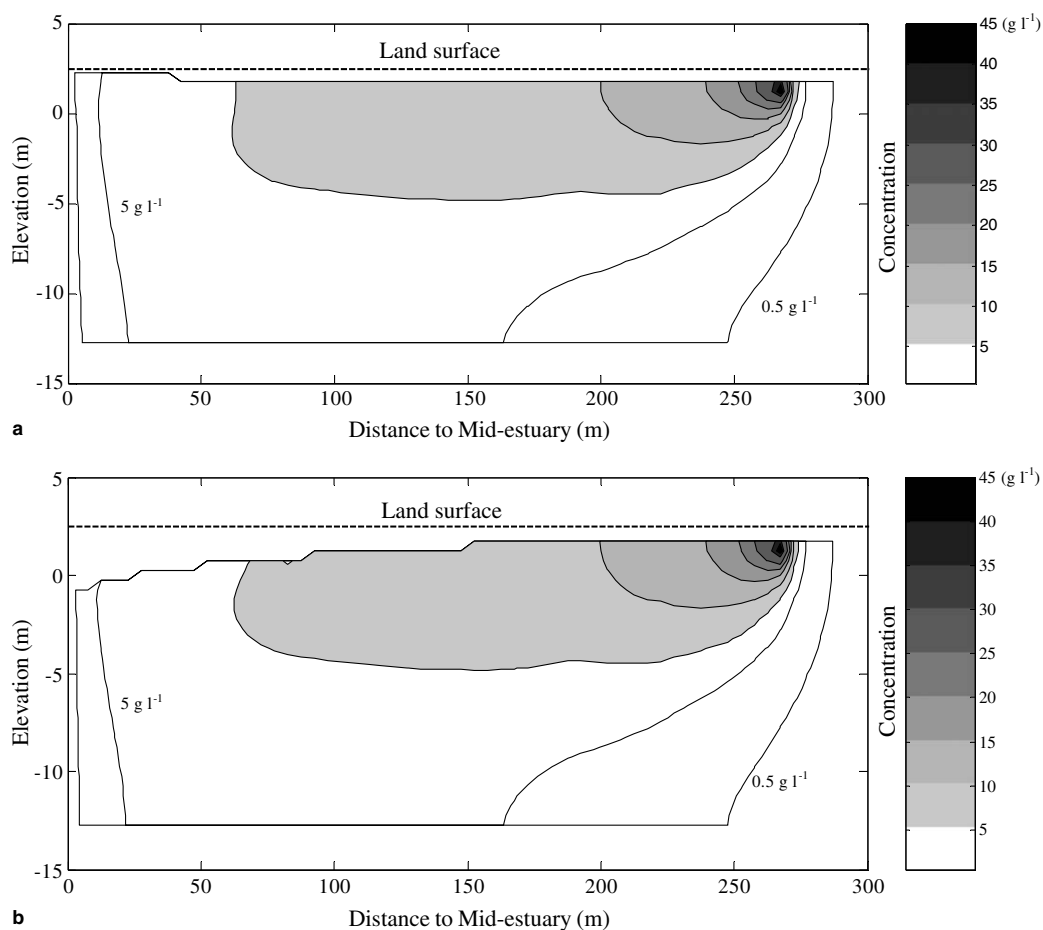 5
0
-5
-10
-15
Elevation (m)
Land surface
5 g l-1
0.5 g l-1
0 50 100 150 200 250 300
Distance to Mid-estuary (m)
a
45 (g l-1)
40
35
30
25
20
15
10
5
Concentration
5
0
-5
-10
-15
Elevation (m)
Land surface
5 g l-1
0.5 g l-1
0 50 100 150 200 250 300
Distance to Mid-estuary (m)
b
45 (g l-1)
40
35
30
25
20
15
10
5
Concentration